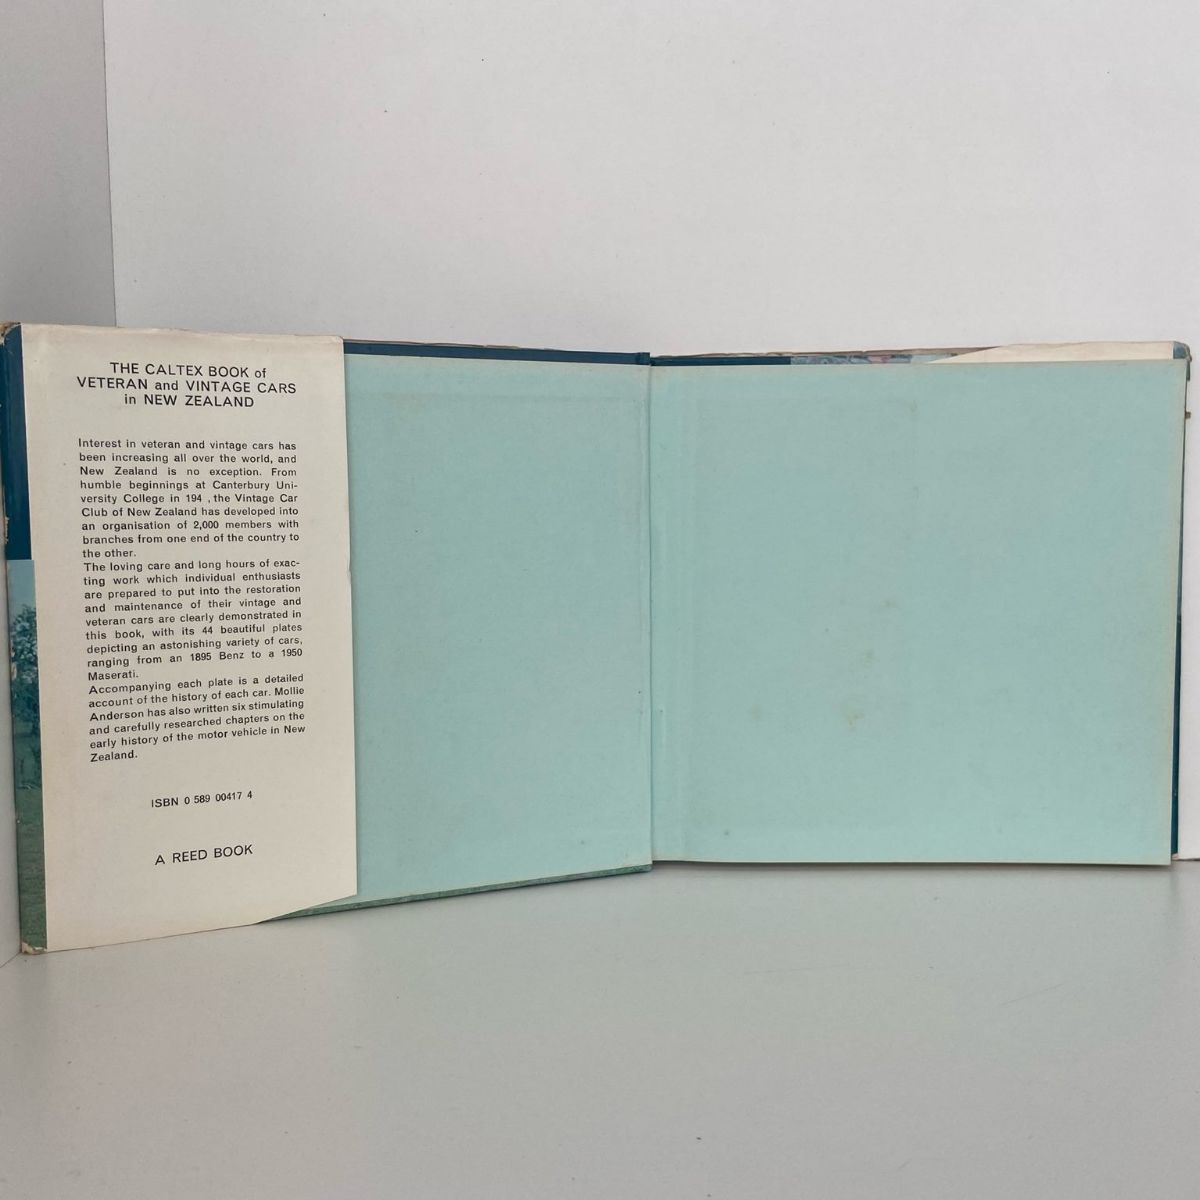 THE CALTEX BOOK of
VETERAN and VINTAGE CARS
in NEW ZEALAND
Interest in veteran and vintage cars has
been increasing all over the world, and
New Zealand is no exception. From
humble beginnings at Canterbury Uni-
versity College in 194 , the Vintage Car
Club of New Zealand has developed into
an organisation of 2,000 members with
branches from one end of the country to
the other.
The loving care and long hours of exac-
ting work which individual enthusiasts
are prepared to put into the restoration
and maintenance of their vintage and
veteran cars are clearly demonstrated in
this book, with its 44 beautiful plates
depicting an astonishing variety of cars,
ranging from an 1895 Benz to a 1950
Maserati.
Accompanying each plate is a detailed
account of the history of each car. Mollie
Anderson has also written six stimulating
and carefully researched chapters on the
early history of the motor vehicle in New
Zealand.
ISBN 0 589 00417 4
A REED BOOK